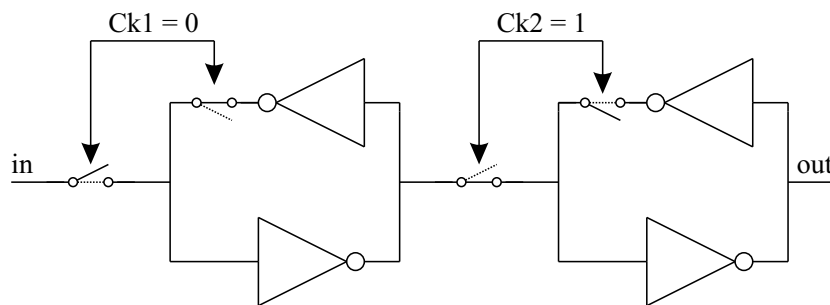 Ck1 = 0
Ck2 = 1
in
out